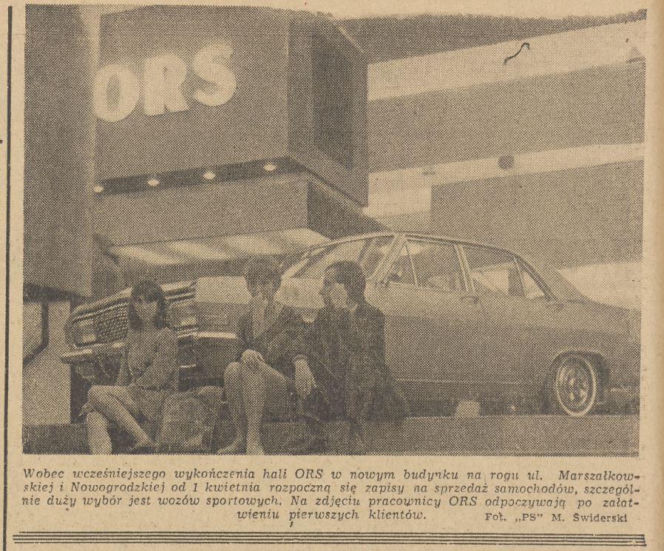 ORS
Wobec wcześniejszego wykończenia hali ORS w nowym budynku na rogu ul. Marszałkow-
skiej i Nowogrodzkiej od 1 kwietnia rozpoczną się zapisy na sprzedaż samochodów, szczegól-
nie duży wybór jest wozów sportowych. Na zdjęciu pracownicy ORS odpoczywają po załat-
wieniu pierwszych klientów.
Fot. „PS" M. Świderski